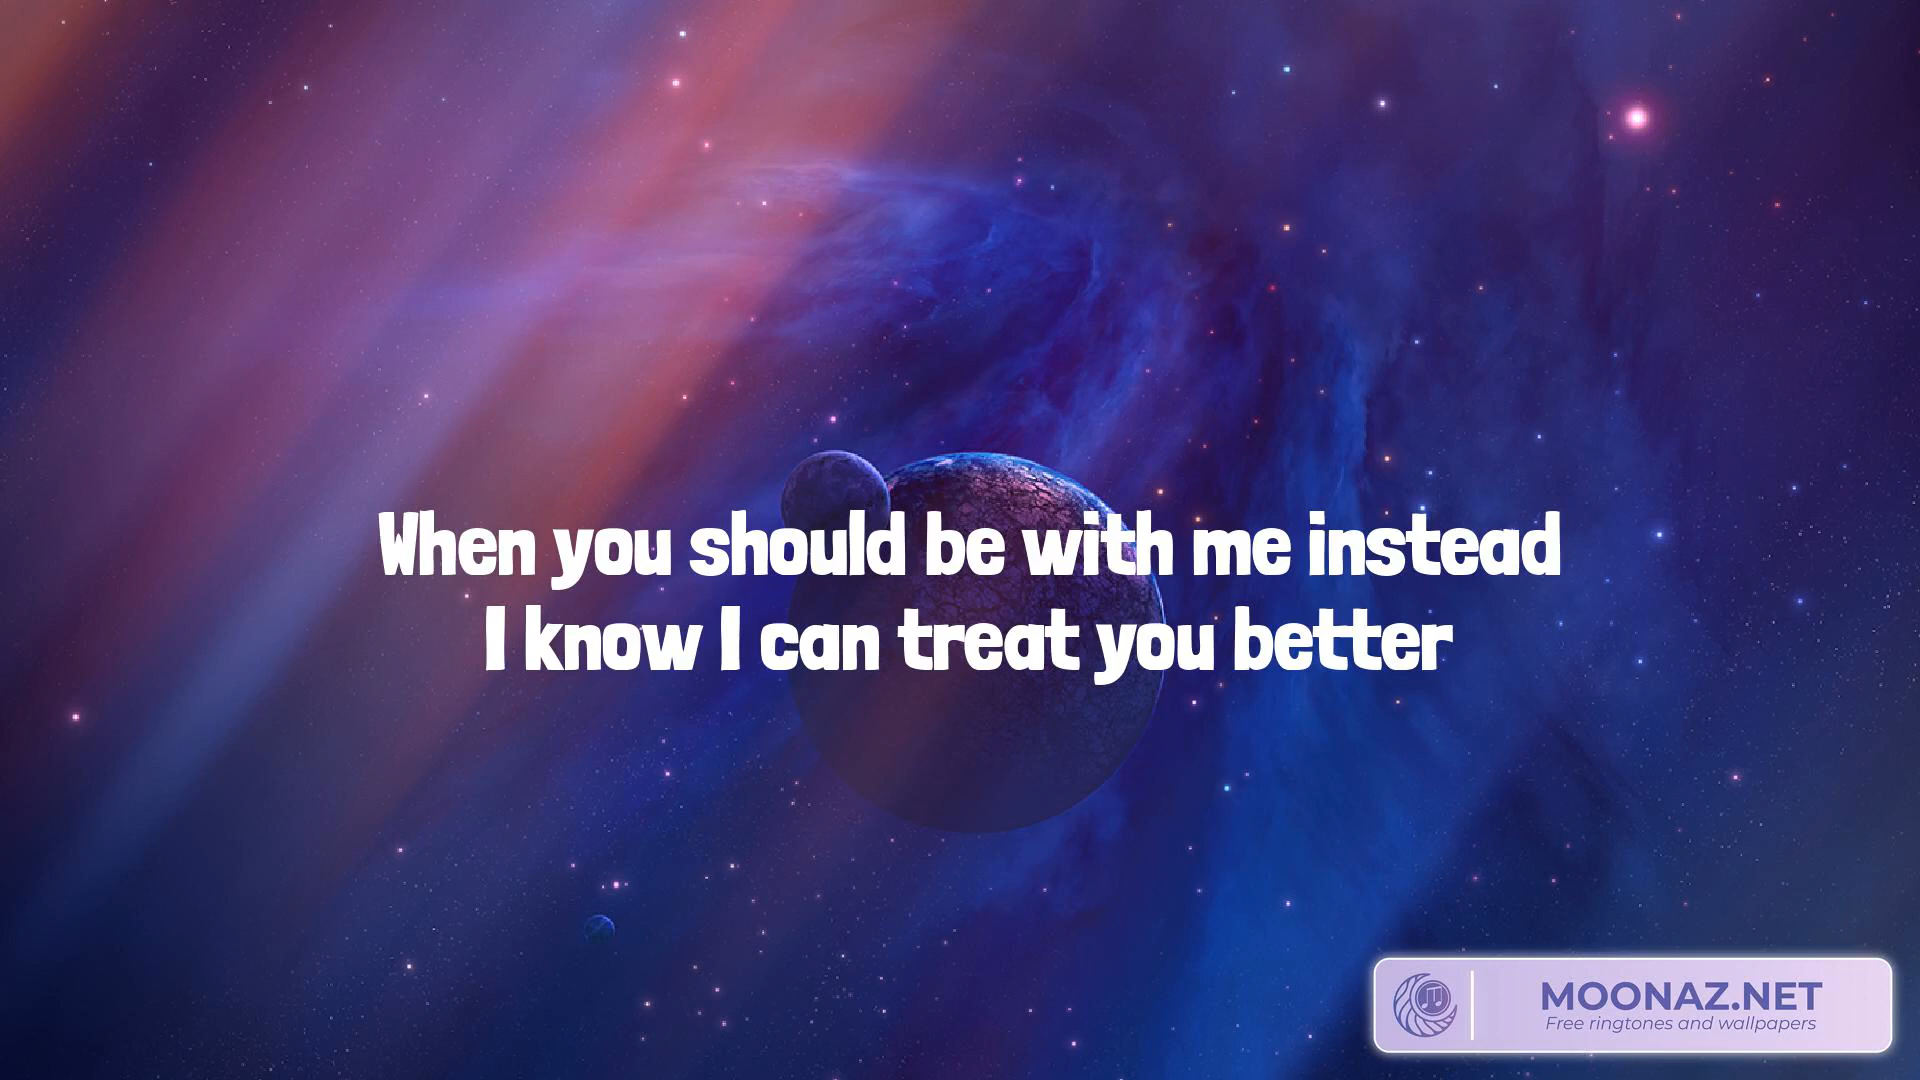 When you should be with me instead
I know I can treat you better
MOONAZ.NET
Free ringtones and wallpapers